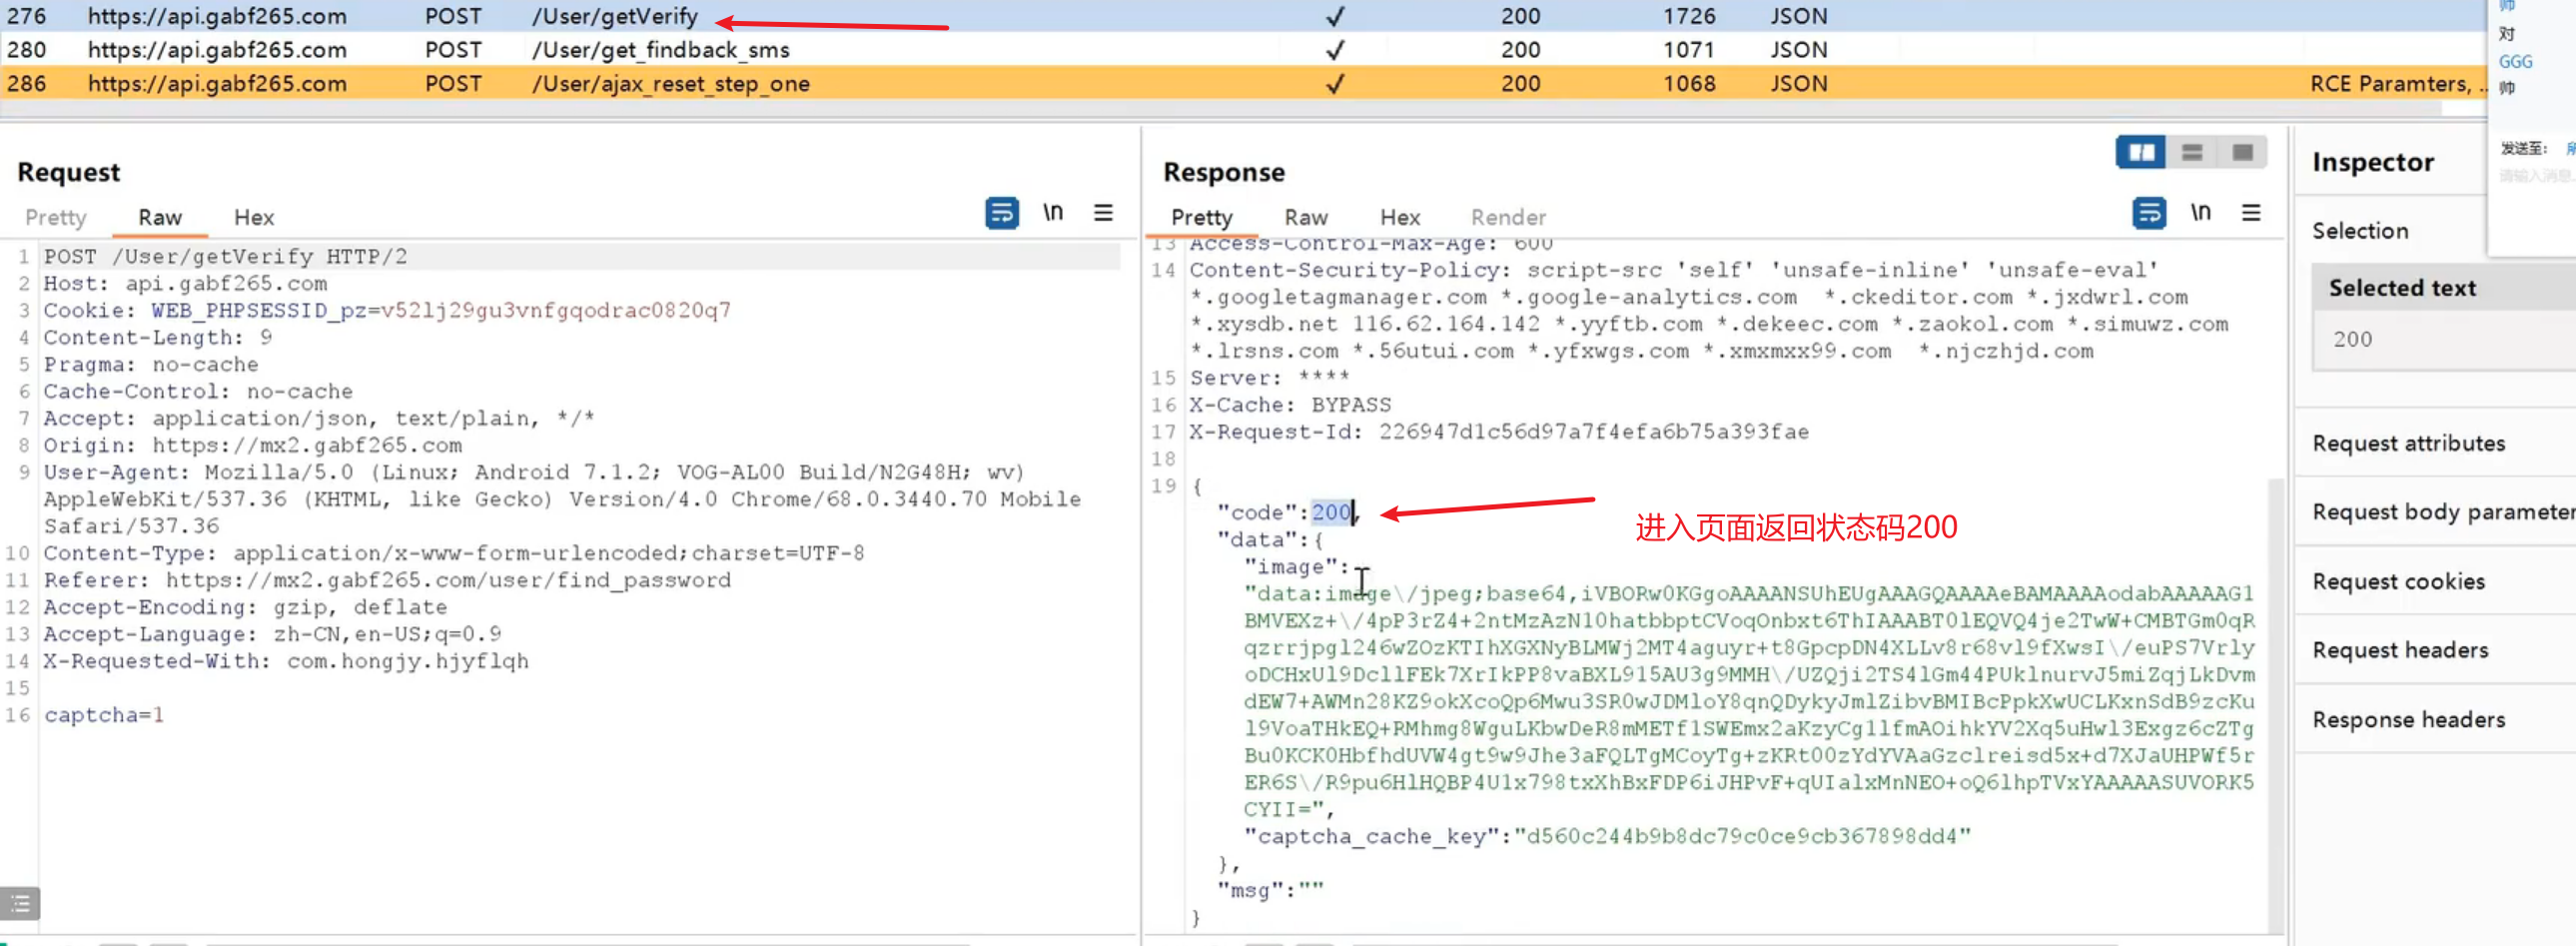 276 https://api.gabf265.com POST /User/getVerify ✓ 200 1726 JSON
280 https://api.gabf265.com POST /User/get_findback_sms ✓ 200 1071 JSON
286 https://api.gabf265.com POST /User/ajax_reset_step_one ✓ 200 1068 JSON RCE Paramters, ..
帅
对
GGG
帅
发送至:
请输入消息...
Request
Pretty Raw Hex
\n
1 POST /User/getVerify HTTP/2
2 Host: api.gabf265.com
3 Cookie: WEB_PHPSESSID_pz=v52lj29gu3vnfgqodrac0820q7
4 Content-Length: 9
5 Pragma: no-cache
6 Cache-Control: no-cache
7 Accept: application/json, text/plain, */*
8 Origin: https://mx2.gabf265.com
9 User-Agent: Mozilla/5.0 (Linux; Android 7.1.2; VOG-AL00 Build/N2G48H; wv)
AppleWebKit/537.36 (KHTML, like Gecko) Version/4.0 Chrome/68.0.3440.70 Mobile
Safari/537.36
10 Content-Type: application/x-www-form-urlencoded;charset=UTF-8
11 Referer: https://mx2.gabf265.com/user/find_password
12 Accept-Encoding: gzip, deflate
13 Accept-Language: zh-CN,en-US;q=0.9
14 X-Requested-With: com.hongjy.hjyflqh
15
16 captcha=1
Response
Pretty Raw Hex Render
\n
13 Access-Control-Max-Age: 600
14 Content-Security-Policy: script-src 'self' 'unsafe-inline' 'unsafe-eval'
*.googletagmanager.com *.google-analytics.com *.ckeditor.com *.jxdwrl.com
*.xysdb.net 116.62.164.142 *.yyftb.com *.dekeec.com *.zaokol.com *.simuwz.com
*.lrsns.com *.56utui.com *.yfxwgs.com *.xmxmxx99.com *.njczhjd.com
15 Server: ****
16 X-Cache: BYPASS
17 X-Request-Id: 226947d1c56d97a7f4efa6b75a393fae
18
19 {
"code":200,
进入页面返回状态码200
"data":{
"image":
"data:image\/jpeg;base64,iVBORw0KGgoAAAANSUhEUgAAAGQAAAAeBAMAAAAodabAAAAAG1
BMVEXz+\/4pP3rZ4+2ntMzAzN10hatbbptCVoqOnbxt6ThIAAABT0lEQVQ4je2TwW+CMBTGm0qR
qzrrjpgl246wZOzKTIhXGXNyBLMWj2MT4aguyr+t8GpcpDN4XLLv8r68vl9fXwsI\/euPS7Vrly
oDCHxUl9DcllFEk7XrIkPP8vaBXL915AU3g9MMH\/UZQji2TS4lGm44PUklnurvJ5miZqjLkDvm
dEW7+AWMn28KZ9okXcoQp6Mwu3SR0wJDMloY8qnQDykyJmlZibvBMIBcPpkXwUCLKxnSdB9zcKu
l9VoaTHkEQ+RMhmg8WguLKbwDeR8mMETf1SWEmx2aKzyCg1lfmAOihkYV2Xq5uHwl3Exgz6cZTg
Bu0KCK0HbfhdUVW4gt9w9Jhe3aFQLTgMCoyTg+zKRt00zYdYVAaGzclreisd5x+d7XJaUHPWf5r
ER6S\/R9pu6HlHQBP4U1x798txXhBxFDP6iJHPvF+qUIalxMnNEO+oQ6lhpTVxYAAAAASUVORK5
CYII=",
"captcha_cache_key":"d560c244b9b8dc79c0ce9cb367898dd4"
},
"msg":""
}
Inspector
Selection
Selected text
200
Request attributes
Request body parameter
Request cookies
Request headers
Response headers